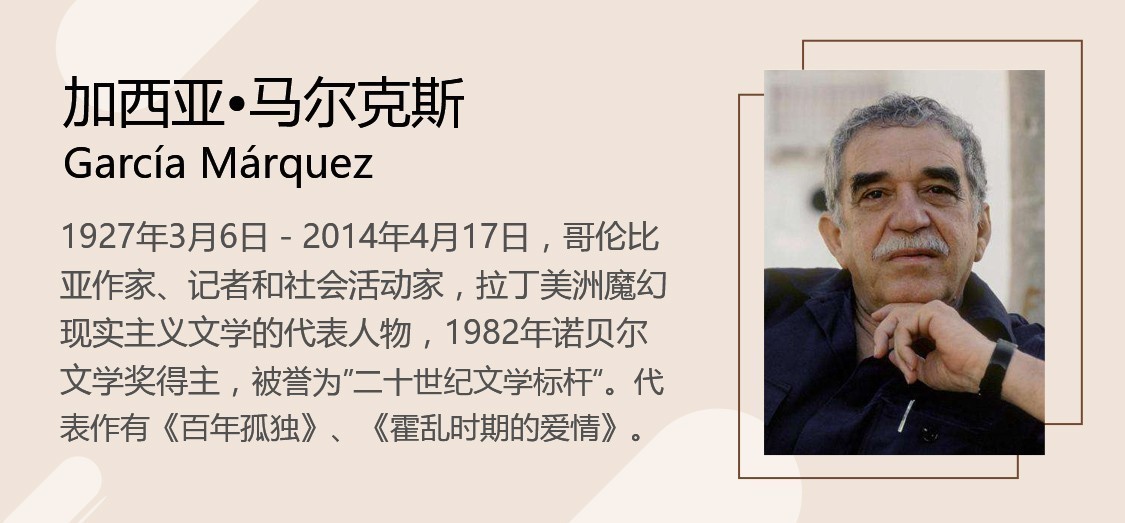 加西亚•马尔克斯
García Márquez
1927年3月6日 - 2014年4月17日，哥伦比
亚作家、记者和社会活动家，拉丁美洲魔幻
现实主义文学的代表人物，1982年诺贝尔
文学奖得主，被誉为”二十世纪文学标杆“。代
表作有《百年孤独》、《霍乱时期的爱情》。